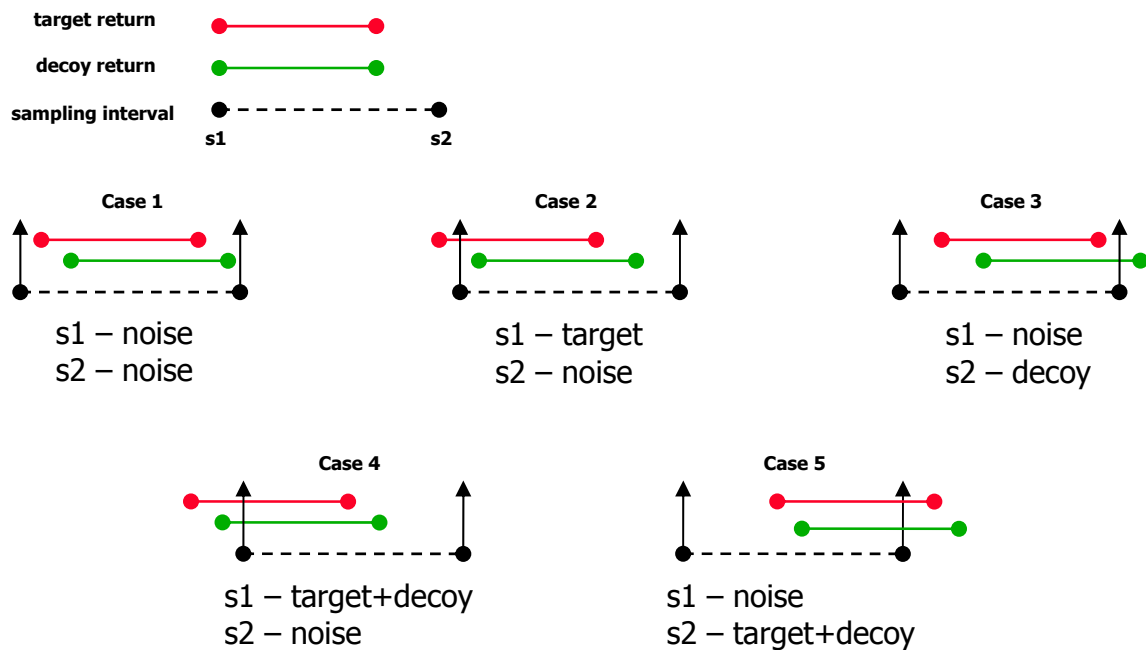 target return
decoy return
sampling interval
s1 s2
Case 1
s1 – noise
s2 – noise
Case 2
s1 – target
s2 – noise
Case 3
s1 – noise
s2 – decoy
Case 4
s1 – target+decoy
s2 – noise
Case 5
s1 – noise
s2 – target+decoy